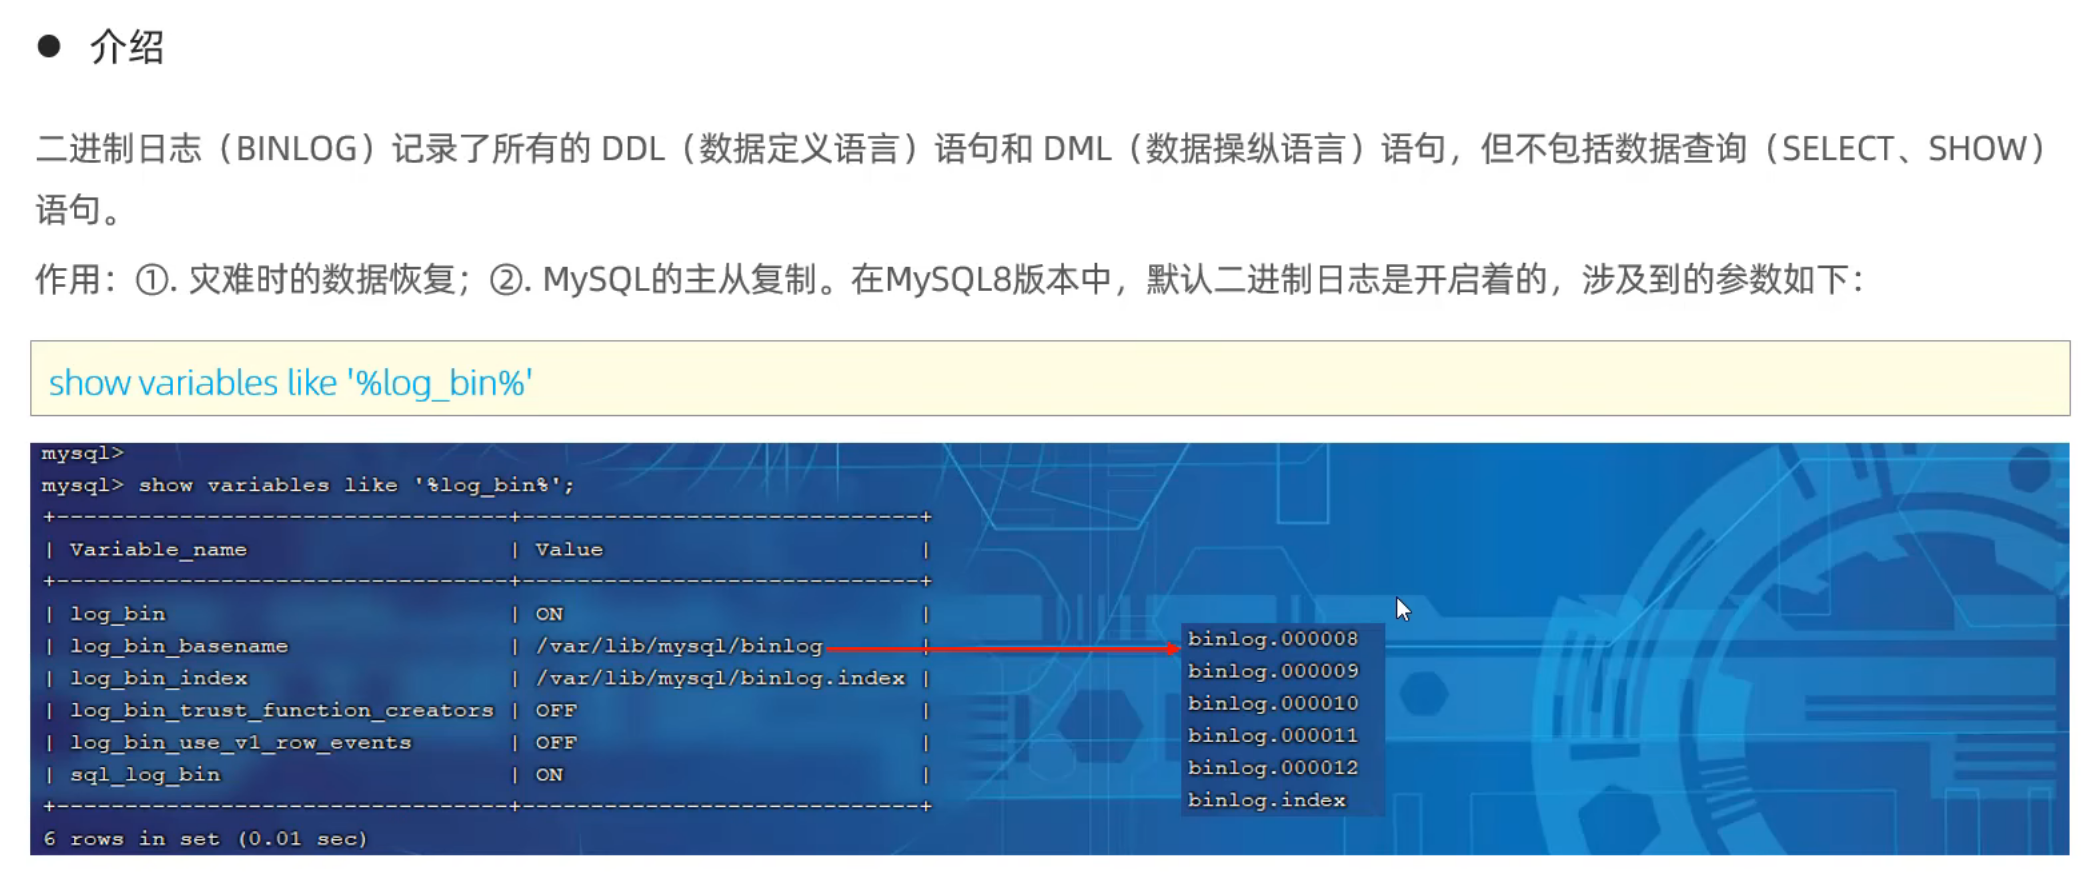 ● 介绍
二进制日志（BINLOG）记录了所有的 DDL（数据定义语言）语句和 DML（数据操纵语言）语句，但不包括数据查询（SELECT、SHOW）
语句。
作用：①. 灾难时的数据恢复；②. MySQL的主从复制。在MySQL8版本中，默认二进制日志是开启着的，涉及到的参数如下：
show variables like '%log_bin%'
mysql>
mysql> show variables like '%log_bin%';
+---------------------------------+-----------------------------+
| Variable_name                   | Value                       |
+---------------------------------+-----------------------------+
| log_bin                         | ON                          |
| log_bin_basename                | /var/lib/mysql/binlog       |
| log_bin_index                   | /var/lib/mysql/binlog.index |
| log_bin_trust_function_creators | OFF                         |
| log_bin_use_v1_row_events       | OFF                         |
| sql_log_bin                     | ON                          |
+---------------------------------+-----------------------------+
6 rows in set (0.01 sec)
binlog.000008
binlog.000009
binlog.000010
binlog.000011
binlog.000012
binlog.index